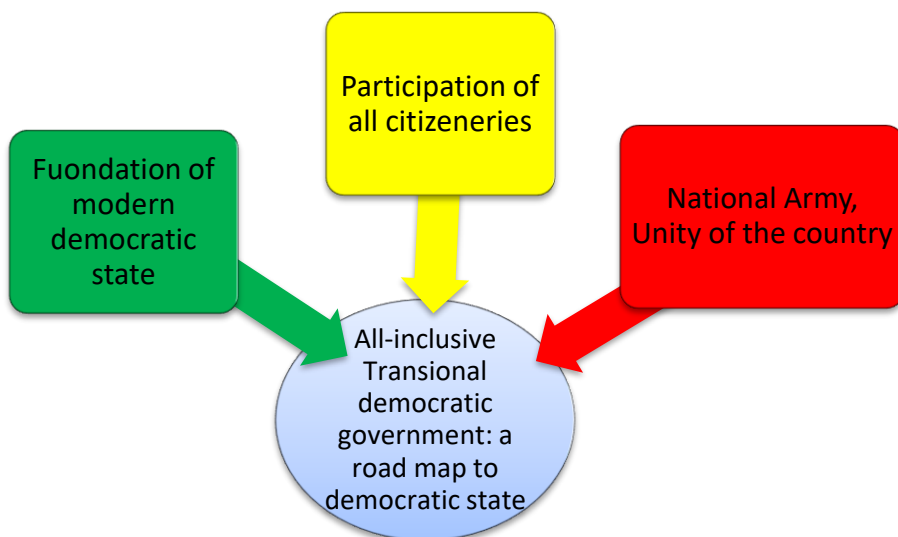 Participation of
all citizeneries
Fuondation of
modern
democratic
state
National Army,
Unity of the country
All-inclusive
Transional
democratic
government: a
road map to
democratic state